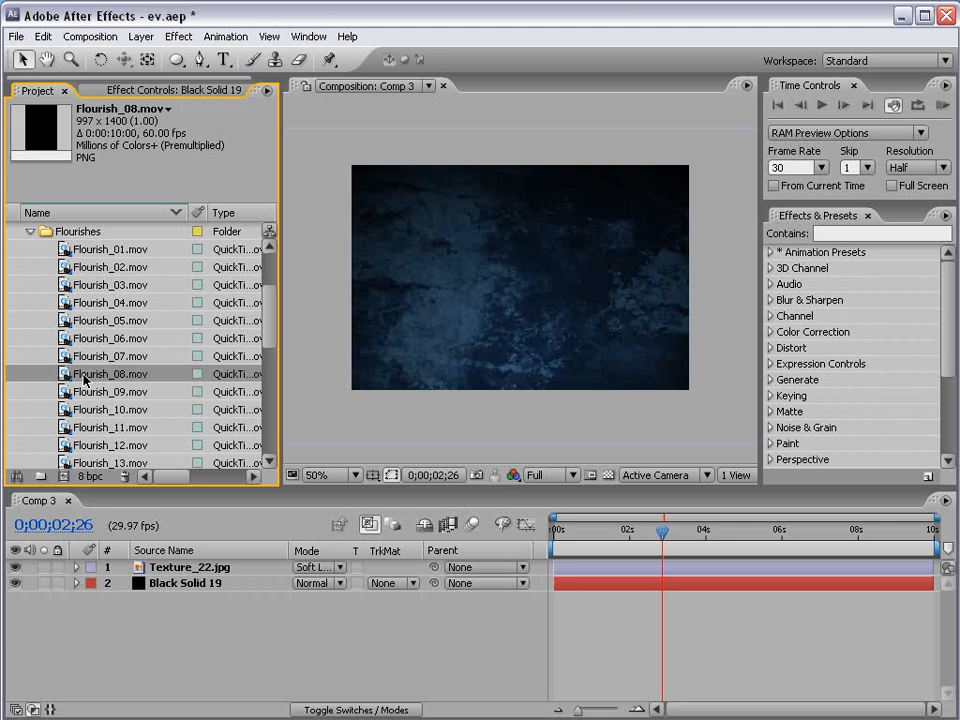 Adobe After Effects - ev.aep *
File Edit Composition Layer Effect Animation View Window Help
Workspace: Standard
Project Effect Controls: Black Solid 19
Flourish_08.mov
997 x 1400 (1.00)
Δ 0:00:10:00, 60.00 fps
Millions of Colors+ (Premultiplied)
PNG
Name Type
Flourishes Folder
Flourish_01.mov QuickTi...ov
Flourish_02.mov QuickTi...ov
Flourish_03.mov QuickTi...ov
Flourish_04.mov QuickTi...ov
Flourish_05.mov QuickTi...ov
Flourish_06.mov QuickTi...ov
Flourish_07.mov QuickTi...ov
Flourish_08.mov QuickTi...ov
Flourish_09.mov QuickTi...ov
Flourish_10.mov QuickTi...ov
Flourish_11.mov QuickTi...ov
Flourish_12.mov QuickTi...ov
Flourish_13.mov QuickTi...ov
8 bpc
Composition: Comp 3
50% 0;00;02;26 Full Active Camera 1 View
Time Controls
RAM Preview Options
Frame Rate Skip Resolution
30 1 Half
From Current Time Full Screen
Effects & Presets
Contains:
* Animation Presets
3D Channel
Audio
Blur & Sharpen
Channel
Color Correction
Distort
Expression Controls
Generate
Keying
Matte
Noise & Grain
Paint
Perspective
Comp 3
0;00;02;26 (29.97 fps)
:00s 02s 04s 06s 08s 10s
# Source Name Mode T TrkMat Parent
1 Texture_22.jpg Soft L... None
2 Black Solid 19 Normal None None
Toggle Switches / Modes